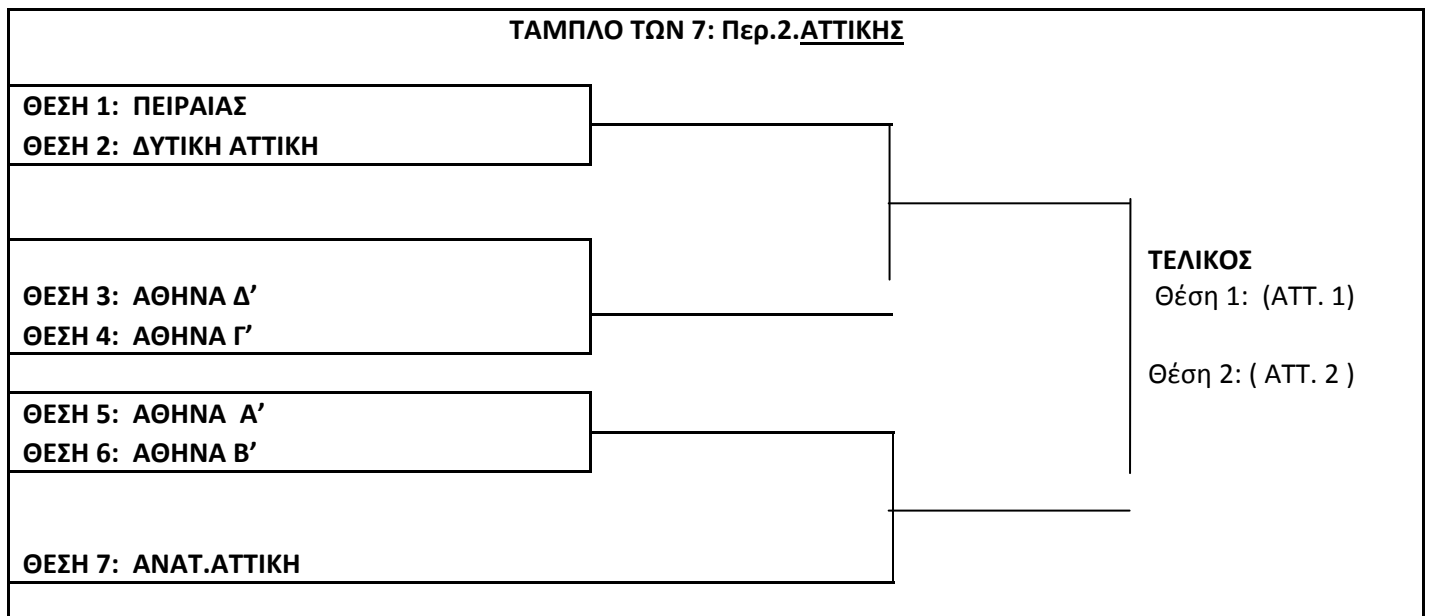 ΤΑΜΠΛΟ ΤΩΝ 7: Περ.2.ΑΤΤΙΚΗΣ
ΘΕΣΗ 1: ΠΕΙΡΑΙΑΣ
ΘΕΣΗ 2: ΔΥΤΙΚΗ ΑΤΤΙΚΗ
ΘΕΣΗ 3: ΑΘΗΝΑ Δ’
ΘΕΣΗ 4: ΑΘΗΝΑ Γ’
ΘΕΣΗ 5: ΑΘΗΝΑ Α’
ΘΕΣΗ 6: ΑΘΗΝΑ Β’
ΘΕΣΗ 7: ΑΝΑΤ.ΑΤΤΙΚΗ
ΤΕΛΙΚΟΣ
Θέση 1: (ΑΤΤ. 1)
Θέση 2: ( ΑΤΤ. 2 )